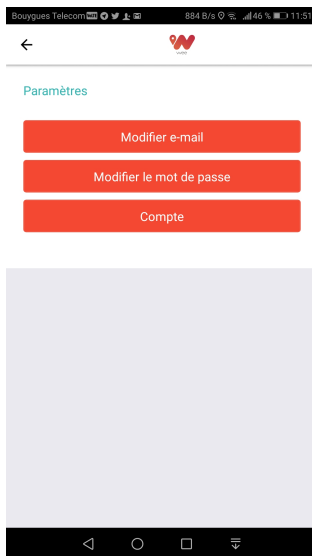 Bouygues Telecom 884 B/s 46 % 11:51
Paramètres
Modifier e-mail
Modifier le mot de passe
Compte